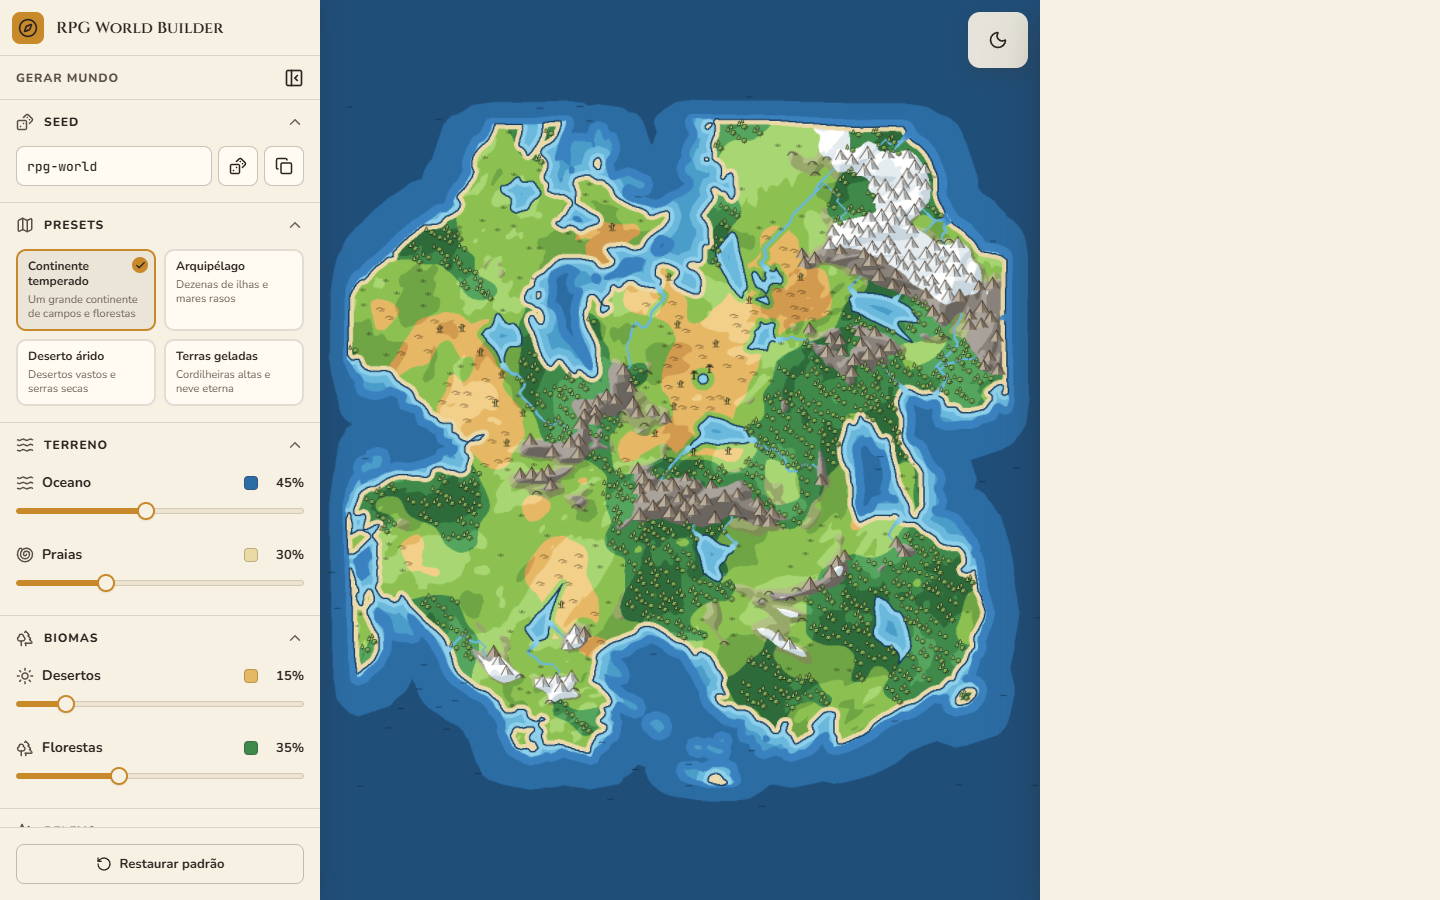 RPG World Builder
GERAR MUNDO
SEED
rpg-world
PRESETS
Continente
temperado
Um grande continente
de campos e florestas
Arquipélago
Dezenas de ilhas e
mares rasos
Deserto árido
Desertos vastos e
serras secas
Terras geladas
Cordilheiras altas e
neve eterna
TERRENO
Oceano 45%
Praias 30%
BIOMAS
Desertos 15%
Florestas 35%
Restaurar padrão